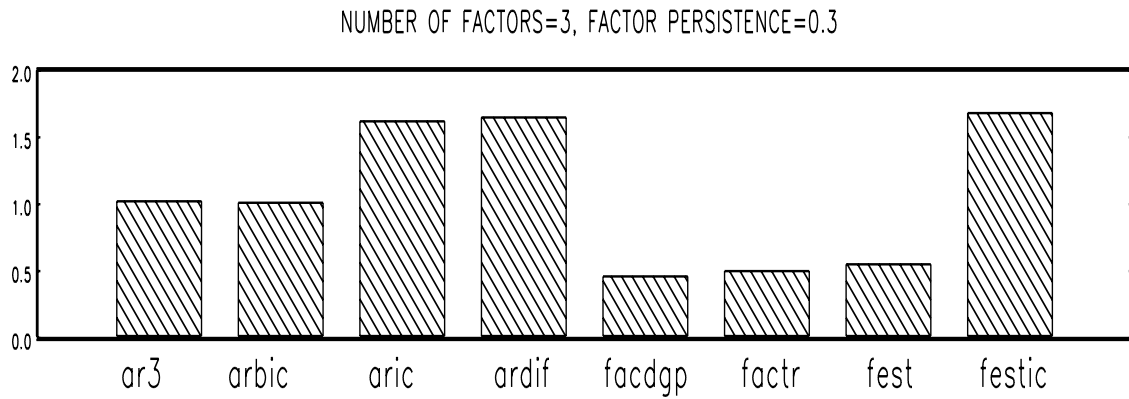 NUMBER OF FACTORS=3, FACTOR PERSISTENCE=0.3
2.0
1.5
1.0
0.5
0.0
ar3 arbic aric ardif facdgp factr fest festic